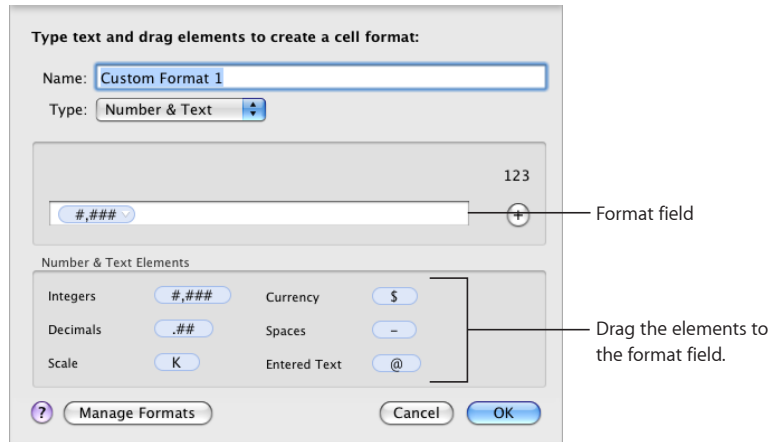 Type text and drag elements to create a cell format:
Name: Custom Format 1
Type: Number & Text
123
#,###
Format field
Number & Text Elements
Integers #,### Currency $
Decimals .## Spaces –
Scale K Entered Text @
Drag the elements to
the format field.
? Manage Formats Cancel OK